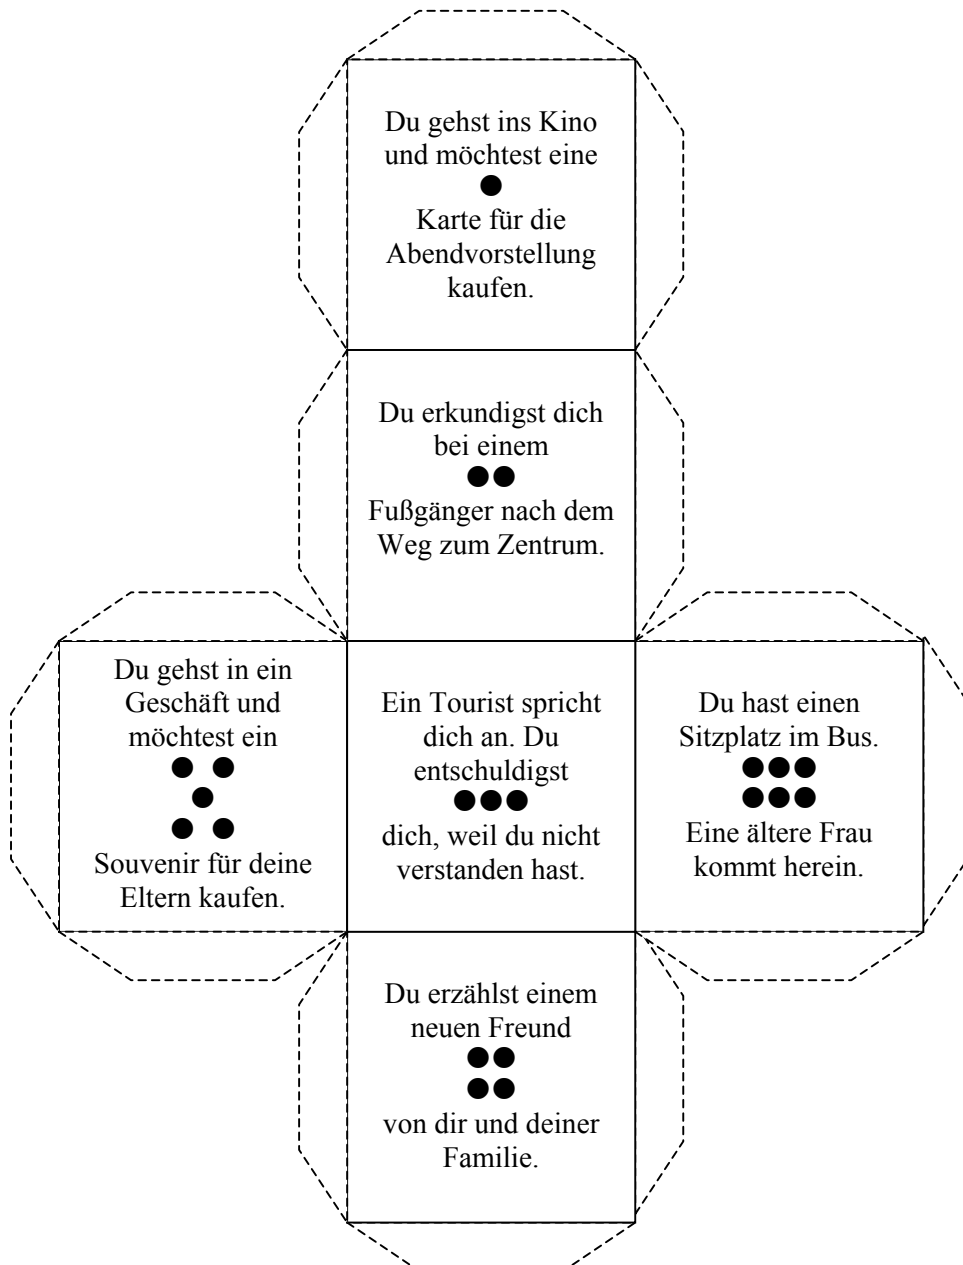 Du gehst ins Kino
und möchtest eine
Karte für die
Abendvorstellung
kaufen.
Du erkundigst dich
bei einem
Fußgänger nach dem
Weg zum Zentrum.
Du gehst in ein
Geschäft und
möchtest ein
Souvenir für deine
Eltern kaufen.
Ein Tourist spricht
dich an. Du
entschuldigst
dich, weil du nicht
verstanden hast.
Du hast einen
Sitzplatz im Bus.
Eine ältere Frau
kommt herein.
Du erzählst einem
neuen Freund
von dir und deiner
Familie.